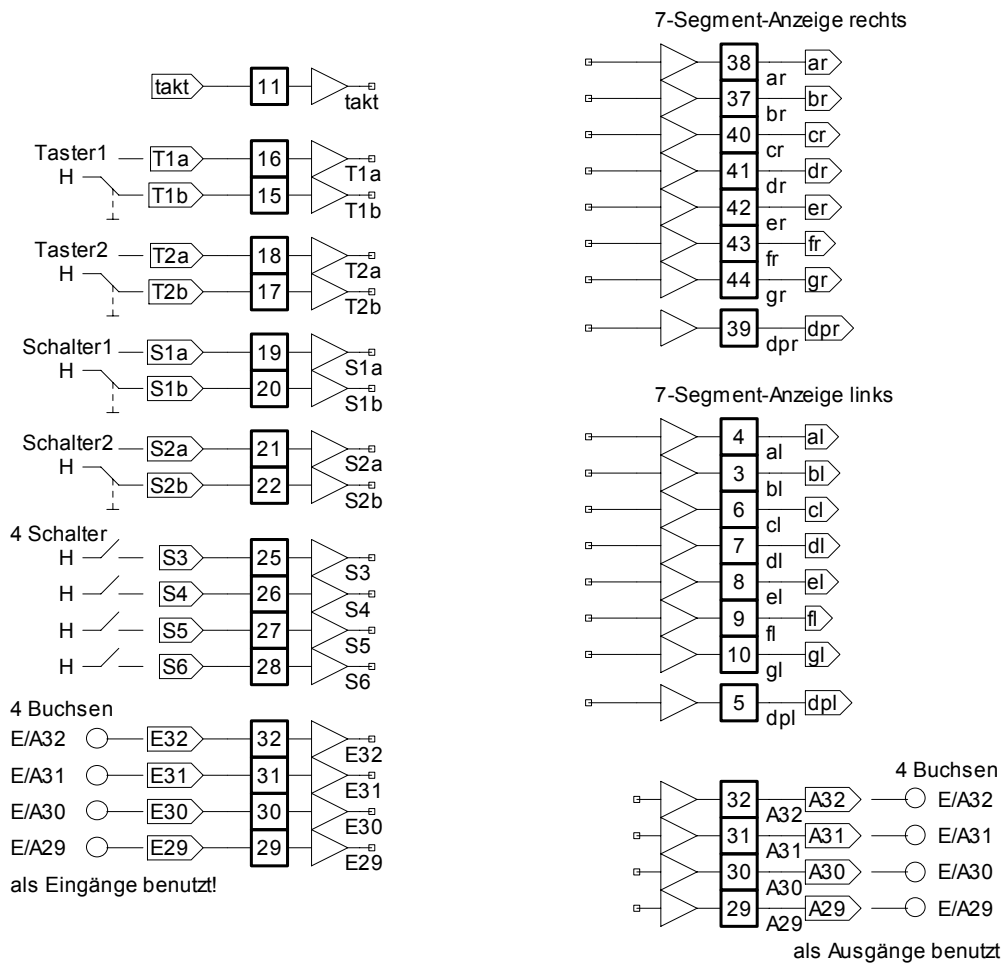 takt 11 takt
Taster1 T1a 16 T1a
H T1b 15 T1b
Taster2 T2a 18 T2a
H T2b 17 T2b
Schalter1 S1a 19 S1a
H S1b 20 S1b
Schalter2 S2a 21 S2a
H S2b 22 S2b
4 Schalter
H S3 25 S3
H S4 26 S4
H S5 27 S5
H S6 28 S6
4 Buchsen
E/A32 E32 32 E32
E/A31 E31 31 E31
E/A30 E30 30 E30
E/A29 E29 29 E29
als Eingänge benutzt!
7-Segment-Anzeige rechts
38 ar ar
37 br br
40 cr cr
41 dr dr
42 er er
43 fr fr
44 gr gr
39 dpr dpr
7-Segment-Anzeige links
4 al al
3 bl bl
6 cl cl
7 dl dl
8 el el
9 fl fl
10 gl gl
5 dpl dpl
4 Buchsen
32 A32 A32 E/A32
31 A31 A31 E/A31
30 A30 A30 E/A30
29 A29 A29 E/A29
als Ausgänge benutzt